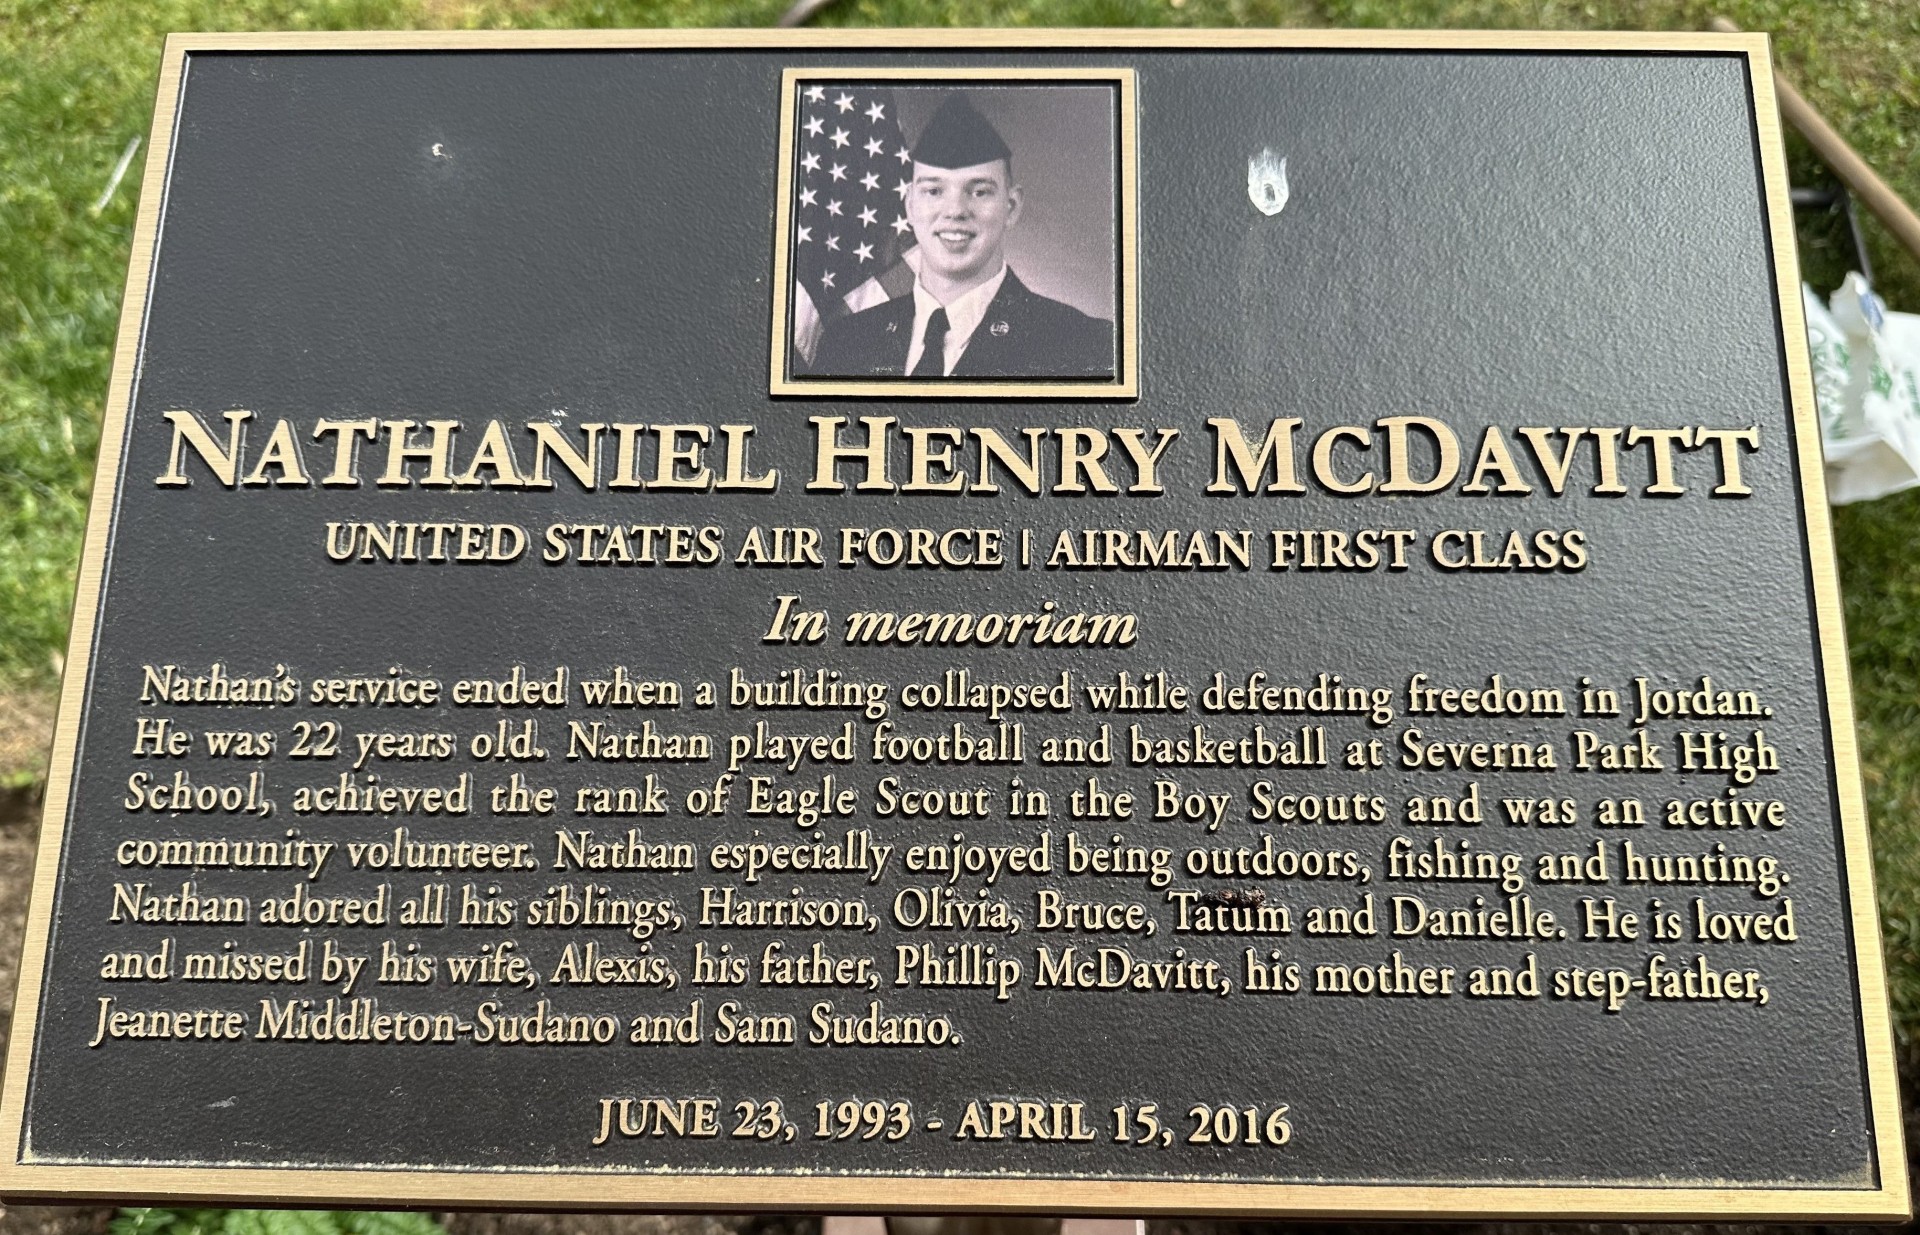 NATHANIEL HENRY MCDAVITT
UNITED STATES AIR FORCE | AIRMAN FIRST CLASS
In memoriam
Nathan's service ended when a building collapsed while defending freedom in Jordan.
He was 22 years old. Nathan played football and basketball at Severna Park High
School, achieved the rank of Eagle Scout in the Boy Scouts and was an active
community volunteer. Nathan especially enjoyed being outdoors, fishing and hunting.
Nathan adored all his siblings, Harrison, Olivia, Bruce, Tatum and Danielle. He is loved
and missed by his wife, Alexis, his father, Phillip McDavitt, his mother and step-father,
Jeanette Middleton-Sudano and Sam Sudano.
JUNE 23, 1993 - APRIL 15, 2016